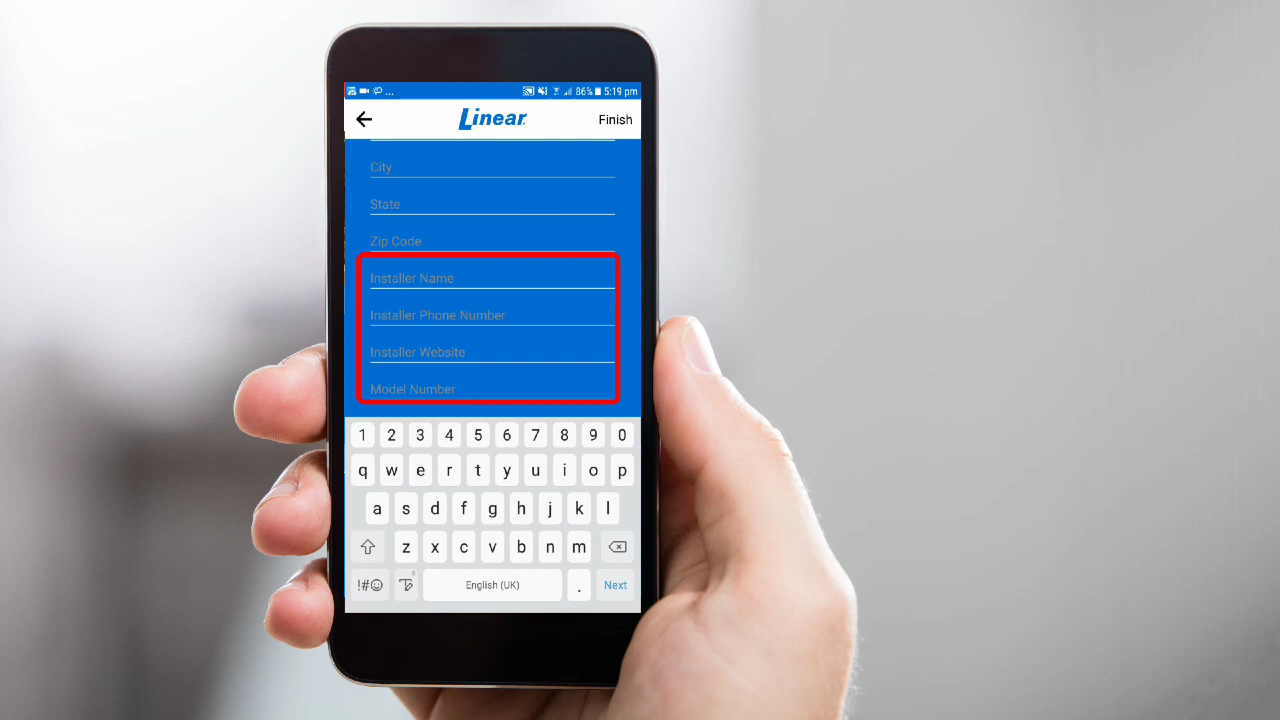 ... 86% 5:19 pm
Linear Finish
City
State
Zip Code
Installer Name
Installer Phone Number
Installer Website
Model Number
1 2 3 4 5 6 7 8 9 0
q w e r t y u i o p
a s d f g h j k l
z x c v b n m
!#☺ T English (UK) . Next